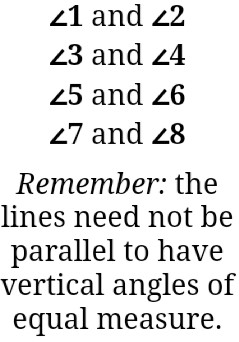 ∠1 and ∠2
∠3 and ∠4
∠5 and ∠6
∠7 and ∠8
Remember: the
lines need not be
parallel to have
vertical angles of
equal measure.